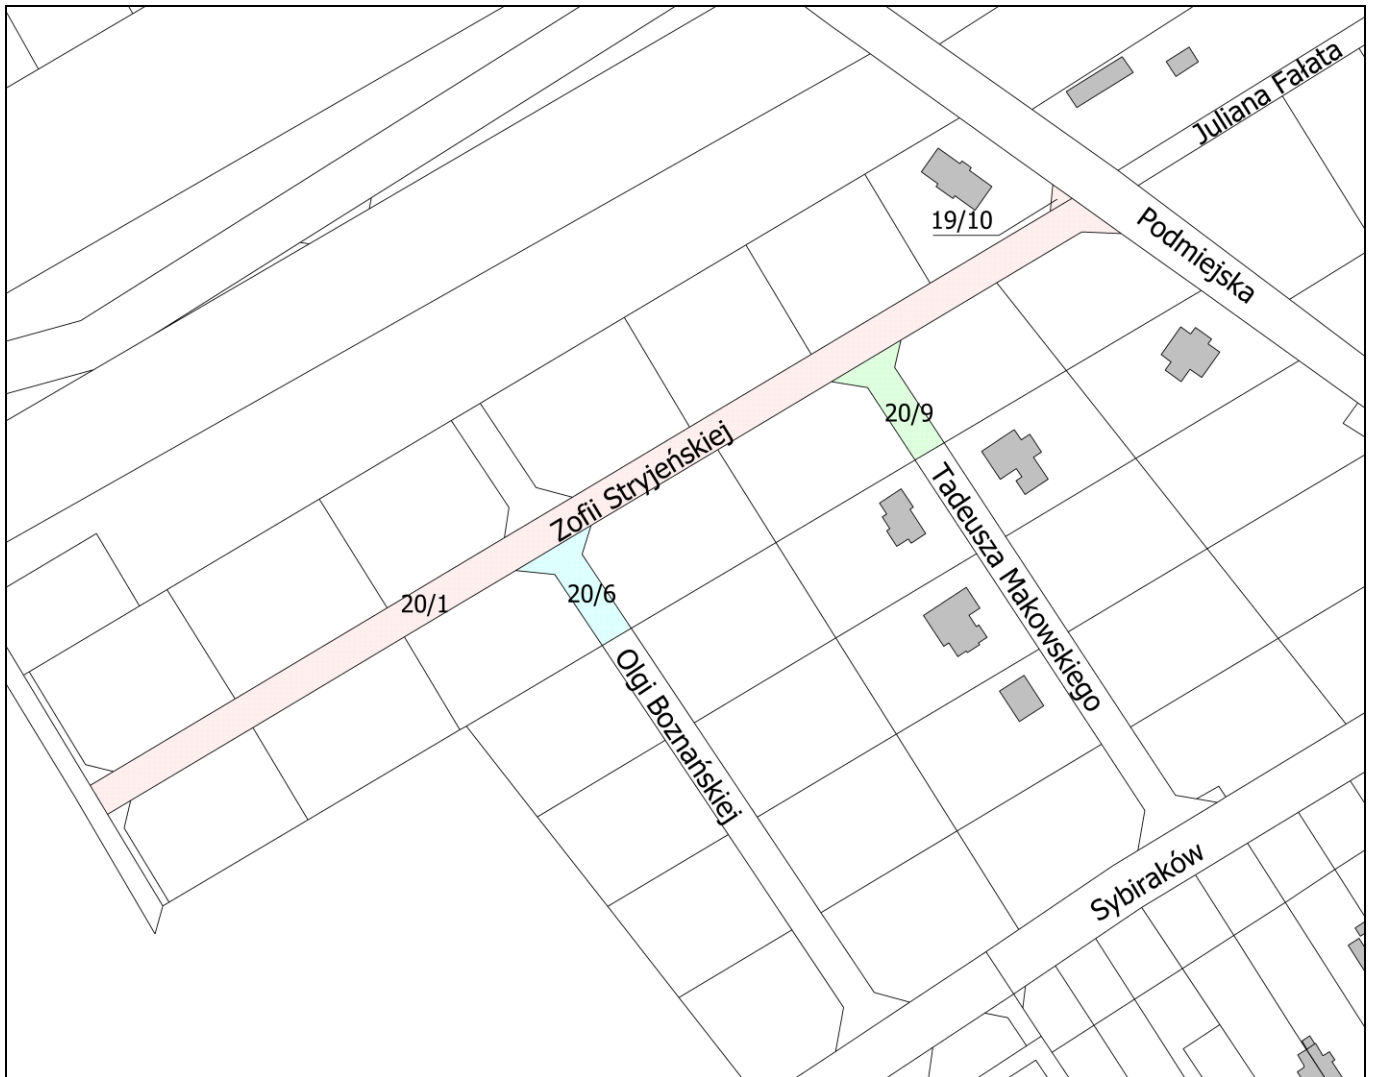 Juliana Fałata
19/10
Podmiejska
20/9
Zofii Stryjeńskiej
Tadeusza Makowskiego
20/1
20/6
Olgi Boznańskiej
Sybiraków